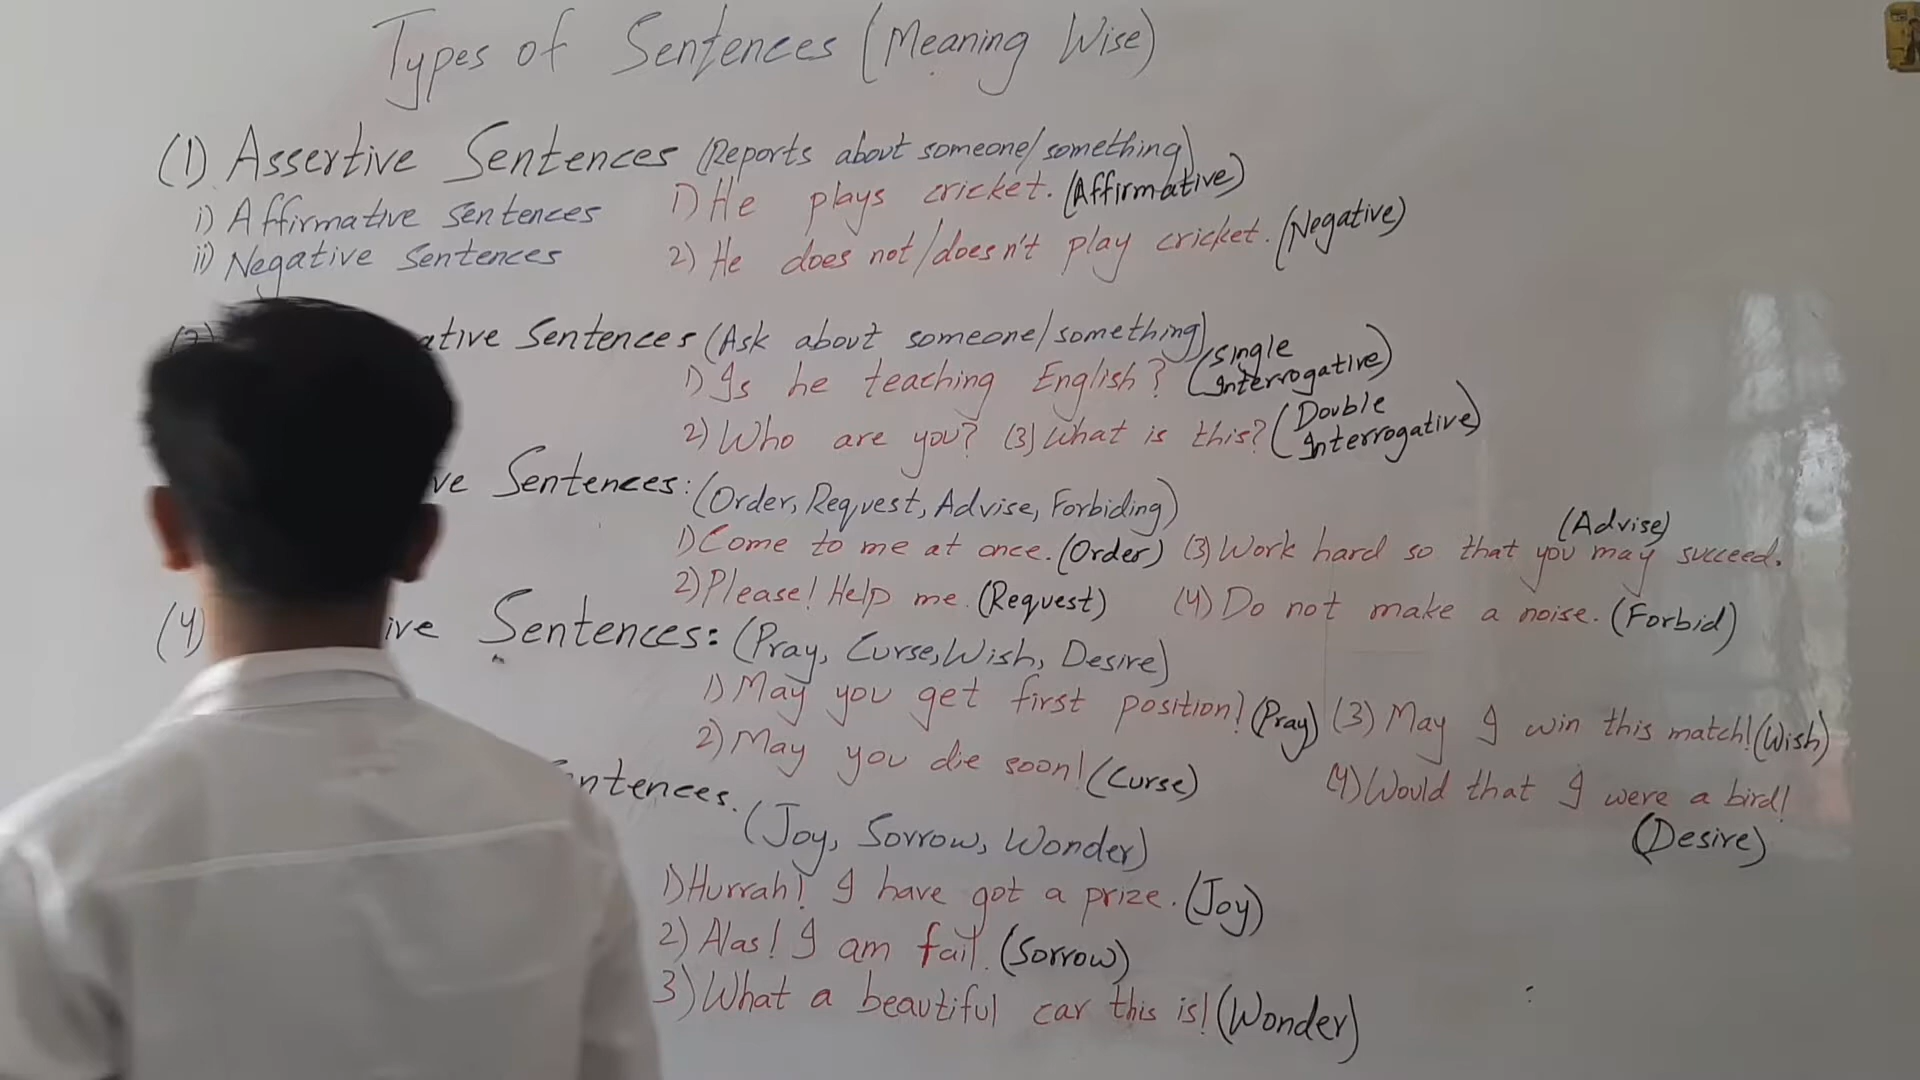 Types of Sentences (Meaning Wise)
(1) Assertive Sentences (Reports about someone/something)
i) Affirmative sentences 1) He plays cricket. (Affirmative)
ii) Negative sentences 2) He does not/doesn't play cricket. (Negative)
ative Sentences (Ask about someone/something)
1) Is he teaching English? (Single Interrogative)
2) Who are you? (3) What is this? (Double Interrogative)
ve Sentences: (Order, Request, Advise, Forbiding)
1) Come to me at once. (Order) (3) Work hard so that you may succeed. (Advise)
2) Please! Help me. (Request) (4) Do not make a noise. (Forbid)
(4) ive Sentences: (Pray, Curse, Wish, Desire)
1) May you get first position! (Pray) (3) May I win this match! (Wish)
2) May you die soon! (Curse) (4) Would that I were a bird! (Desire)
ntences.
(Joy, Sorrow, Wonder)
1) Hurrah! I have got a prize. (Joy)
2) Alas! I am fail. (Sorrow)
3) What a beautiful car this is! (Wonder)